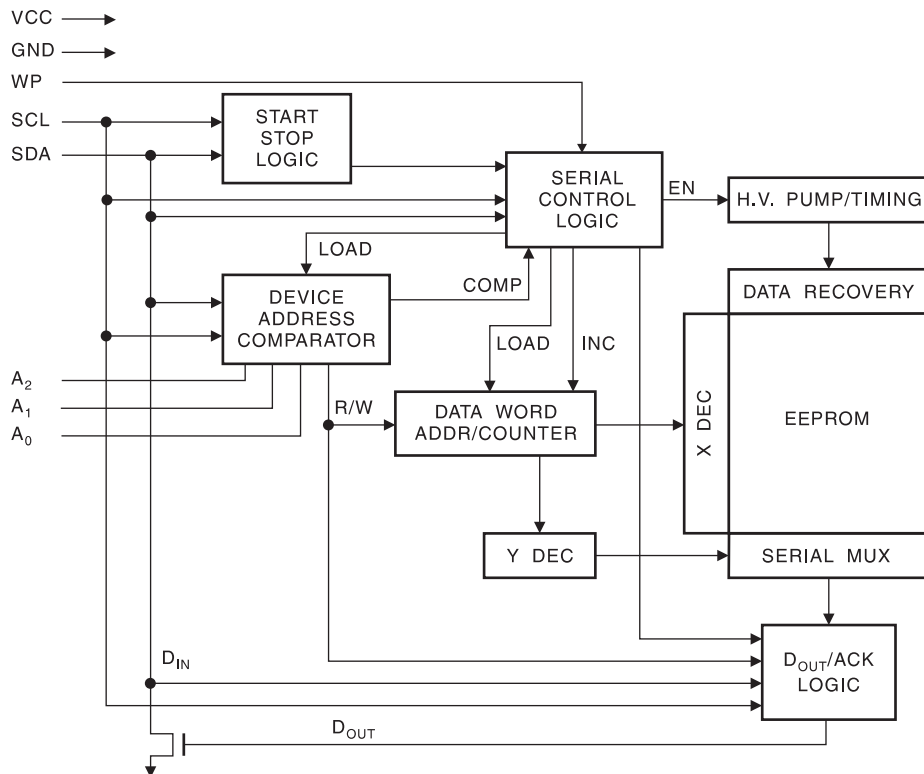 VCC
GND
WP
SCL
SDA
START
STOP
LOGIC
SERIAL
CONTROL
LOGIC
EN
H.V. PUMP/TIMING
LOAD
COMP
DEVICE
ADDRESS
COMPARATOR
DATA RECOVERY
LOAD
INC
A2
A1
A0
R/W
DATA WORD
ADDR/COUNTER
X DEC
EEPROM
Y DEC
SERIAL MUX
DIN
DOUT/ACK
LOGIC
DOUT